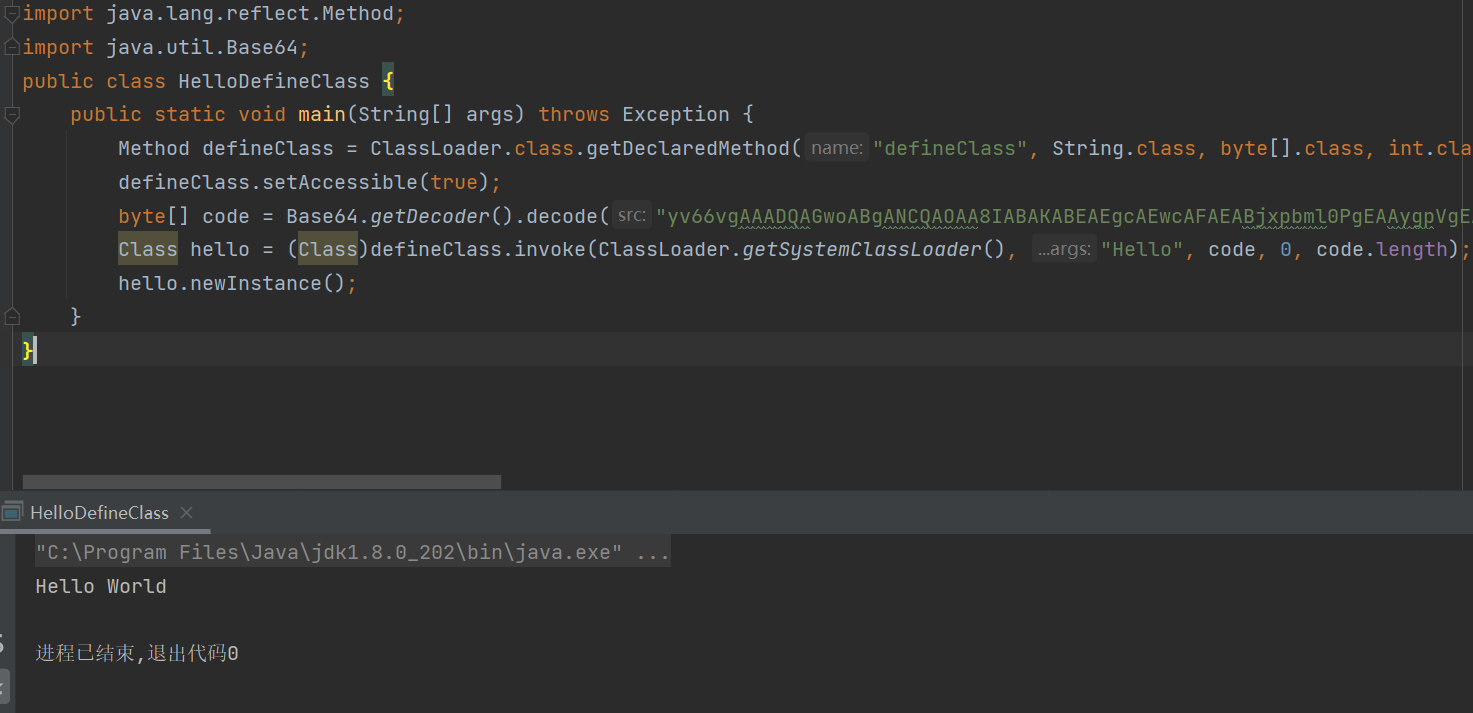 import java.lang.reflect.Method;
import java.util.Base64;
public class HelloDefineClass {
    public static void main(String[] args) throws Exception {
        Method defineClass = ClassLoader.class.getDeclaredMethod( name: "defineClass", String.class, byte[].class, int.cla
        defineClass.setAccessible(true);
        byte[] code = Base64.getDecoder().decode( src: "yv66vgAAADQAGwoABgANCQAOAA8IABAKABEAEgcAEwcAFAEABjxpbml0PgEAAygpVgE
        Class hello = (Class)defineClass.invoke(ClassLoader.getSystemClassLoader(), ...args: "Hello", code, 0, code.length);
        hello.newInstance();
    }
}
HelloDefineClass
"C:\Program Files\Java\jdk1.8.0_202\bin\java.exe" ...
Hello World
进程已结束,退出代码0